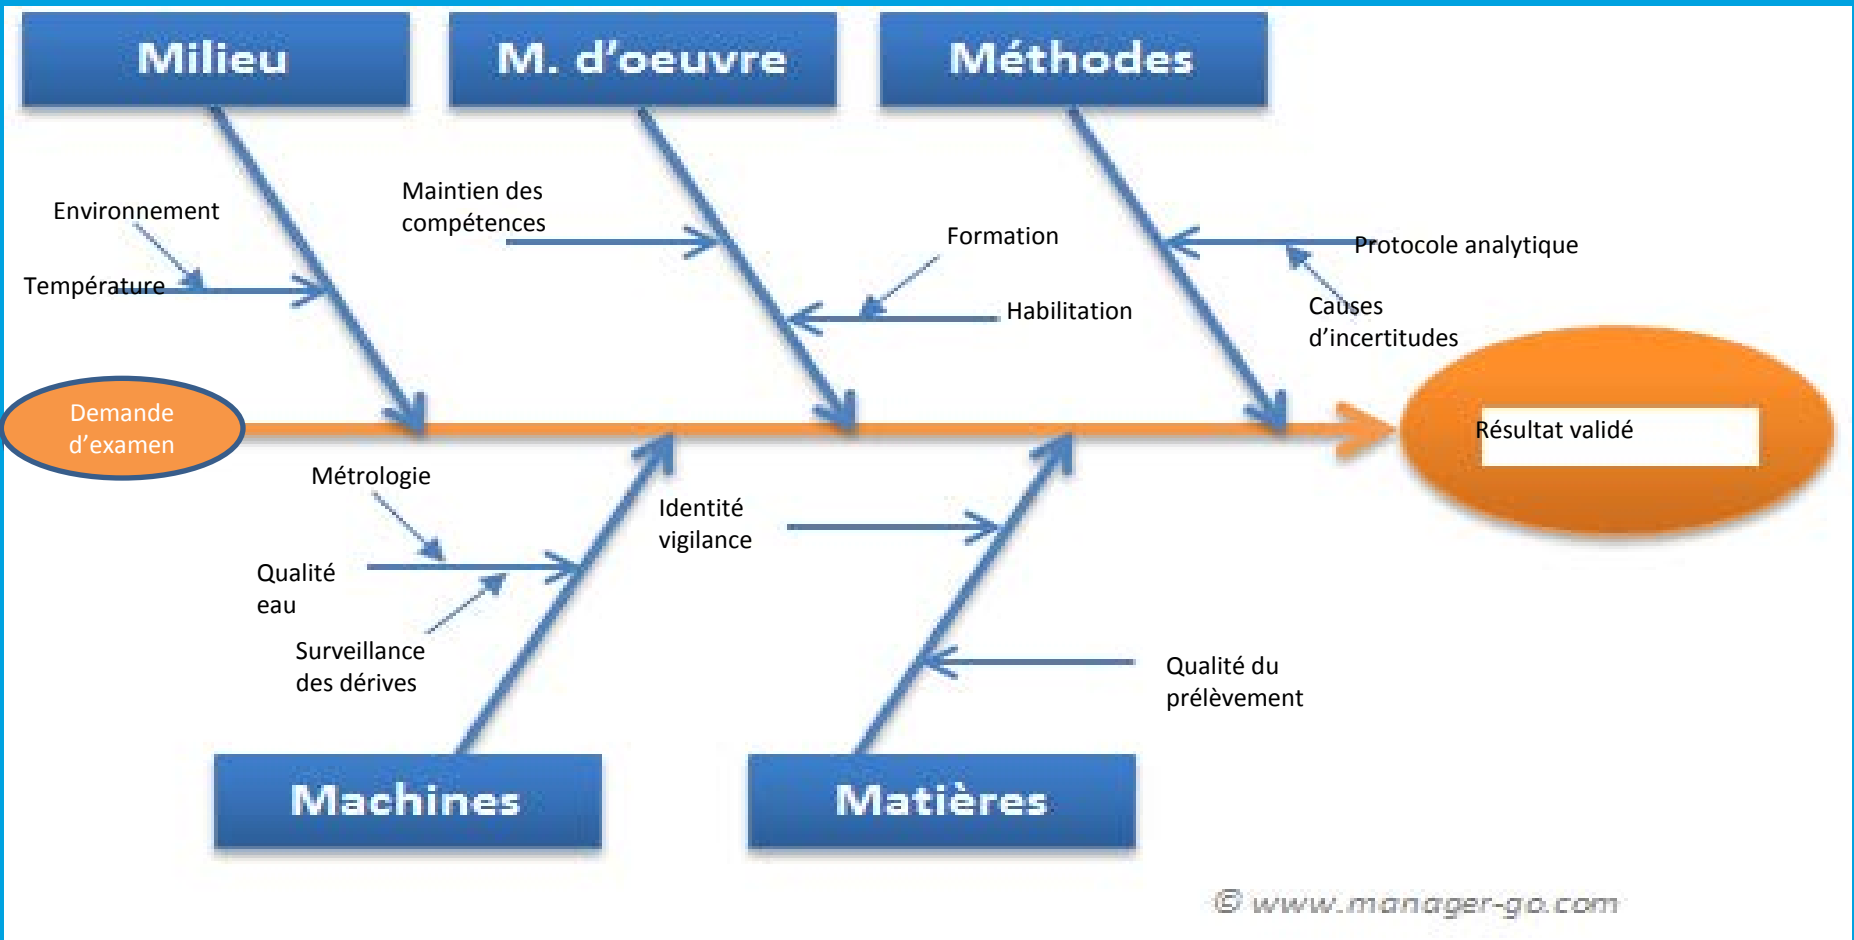 Milieu
M. d'oeuvre
Méthodes
Maintien des
compétences
Environnement
Formation
Protocole analytique
Température
Habilitation
Causes
d'incertitudes
Demande
d'examen
Résultat validé
Métrologie
Identité
vigilance
Qualité
eau
Surveillance
des dérives
Qualité du
prélèvement
Machines
Matières
© www.manager-go.com